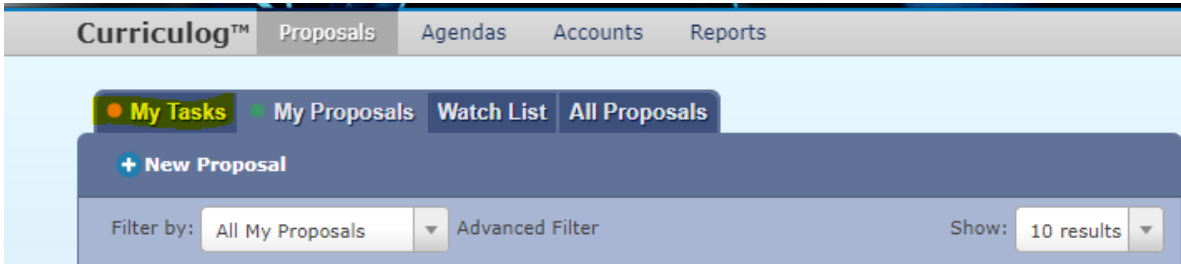 Curriculog™ Proposals Agendas Accounts Reports
My Tasks My Proposals Watch List All Proposals
New Proposal
Filter by: All My Proposals Advanced Filter Show: 10 results